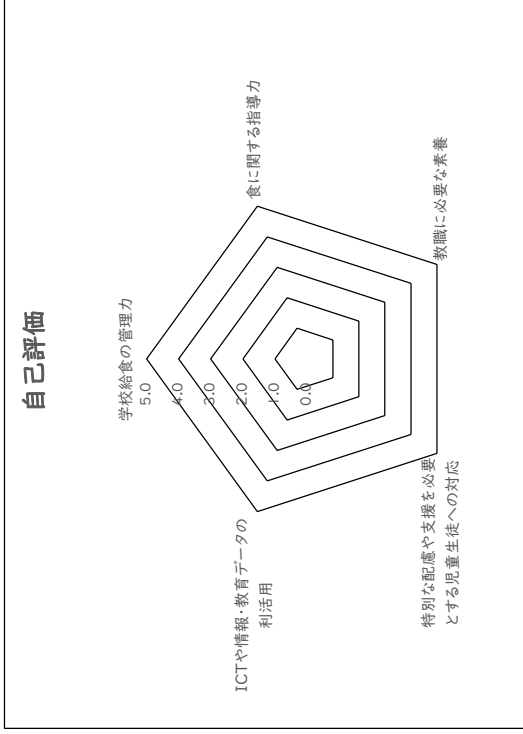 自己評価
学校給食の管理力
5.0
4.0
3.0
2.0
1.0
0.0
食に関する指導力
教職に必要な素養
特別な配慮や支援を必要
とする児童生徒への対応
ICTや情報・教育データの
利活用